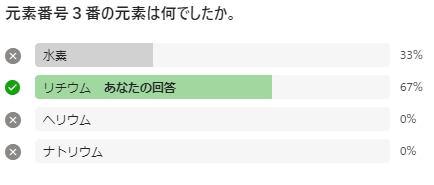 元素番号３番の元素は何でしたか。
水素 33%
リチウム あなたの回答 67%
ヘリウム 0%
ナトリウム 0%